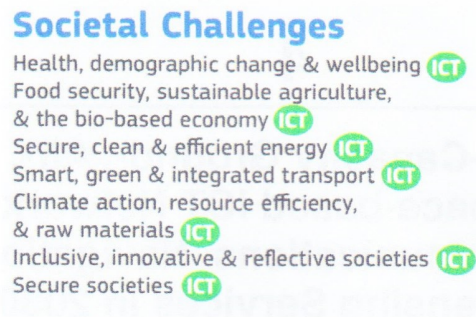 Societal Challenges
Health, demographic change & wellbeing ICT
Food security, sustainable agriculture,
& the bio-based economy ICT
Secure, clean & efficient energy ICT
Smart, green & integrated transport ICT
Climate action, resource efficiency,
& raw materials ICT
Inclusive, innovative & reflective societies ICT
Secure societies ICT